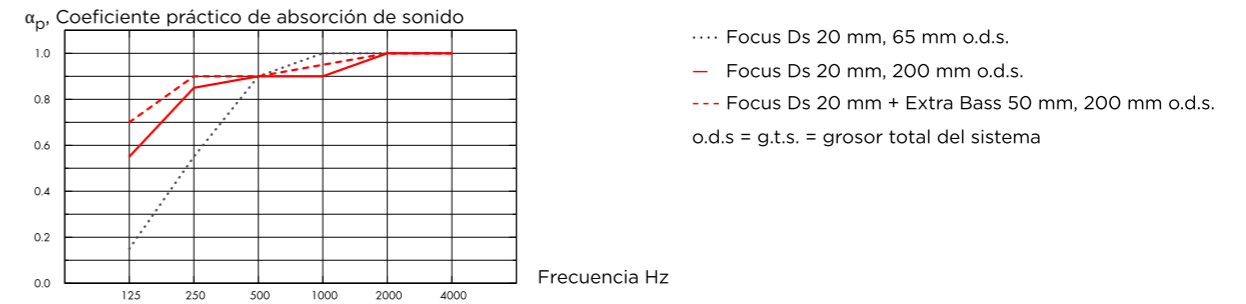 αp, Coeficiente práctico de absorción de sonido
1.0
0.8
0.6
0.4
0.2
0.0
125 250 500 1000 2000 4000
Frecuencia Hz
Focus Ds 20 mm, 65 mm o.d.s.
Focus Ds 20 mm, 200 mm o.d.s.
Focus Ds 20 mm + Extra Bass 50 mm, 200 mm o.d.s.
o.d.s = g.t.s. = grosor total del sistema